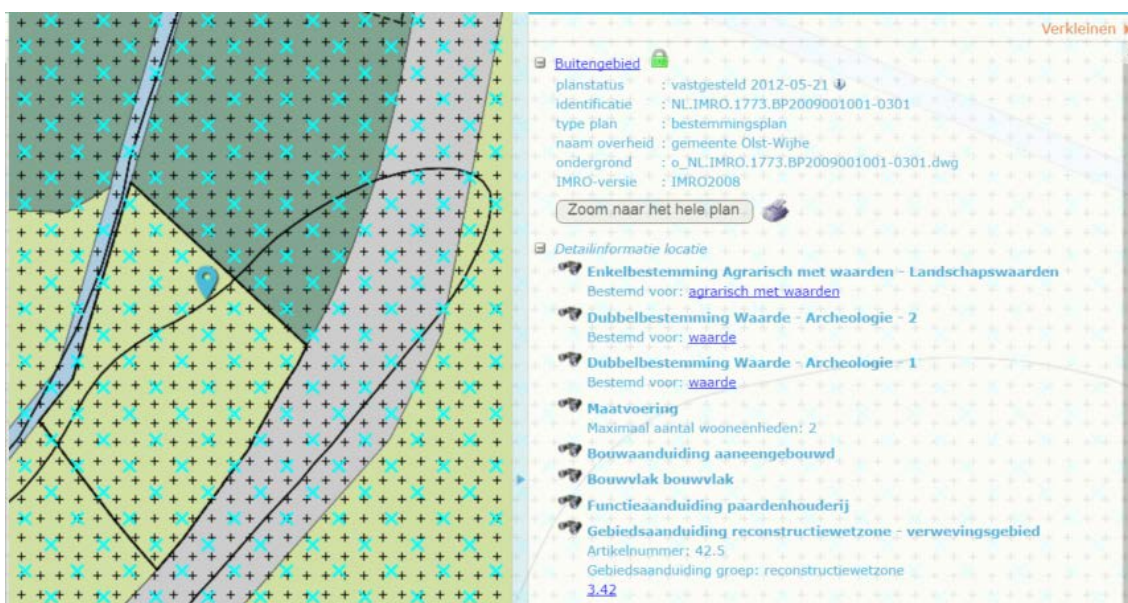 Verkleinen
Buitengebied
planstatus : vastgesteld 2012-05-21
identificatie : NL.IMRO.1773.BP2009001001-0301
type plan : bestemmingsplan
naam overheid : gemeente Olst-Wijhe
ondergrond : o_NL.IMRO.1773.BP2009001001-0301.dwg
IMRO-versie : IMRO2008
Zoom naar het hele plan
Detailinformatie locatie
Enkelbestemming Agrarisch met waarden - Landschapswaarden
Bestemd voor: agrarisch met waarden
Dubbelbestemming Waarde - Archeologie - 2
Bestemd voor: waarde
Dubbelbestemming Waarde - Archeologie - 1
Bestemd voor: waarde
Maatvoering
Maximaal aantal wooneenheden: 2
Bouwaanduiding aaneengebouwd
Bouwvlak bouwvlak
Functieaanduiding paardenhouderij
Gebiedsaanduiding reconstructiewetzone - verwevingsgebied
Artikelnummer: 42.5
Gebiedsaanduiding groep: reconstructiewetzone
3.42